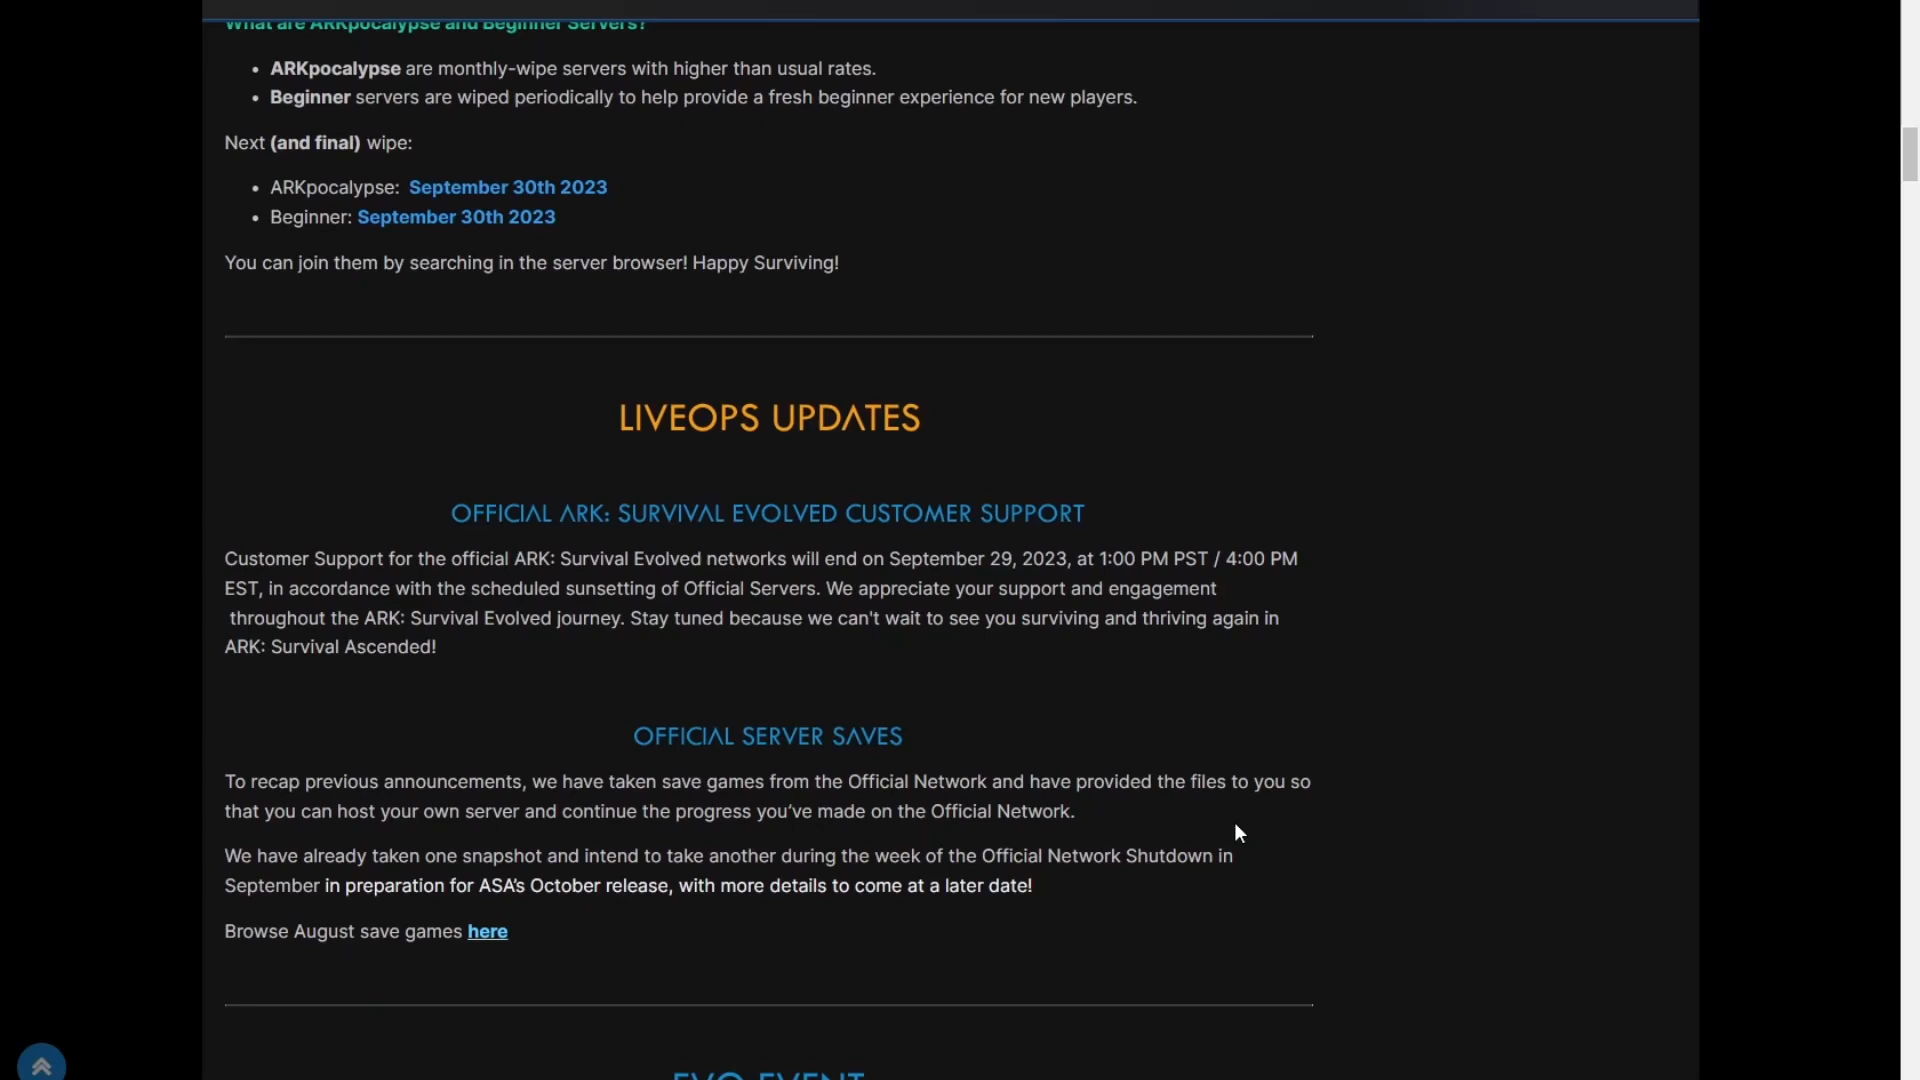 What are ARKpocalypse and Beginner Servers?
• ARKpocalypse are monthly-wipe servers with higher than usual rates.
• Beginner servers are wiped periodically to help provide a fresh beginner experience for new players.
Next (and final) wipe:
• ARKpocalypse: September 30th 2023
• Beginner: September 30th 2023
You can join them by searching in the server browser! Happy Surviving!
LIVEOPS UPDATES
OFFICIAL ARK: SURVIVAL EVOLVED CUSTOMER SUPPORT
Customer Support for the official ARK: Survival Evolved networks will end on September 29, 2023, at 1:00 PM PST / 4:00 PM
EST, in accordance with the scheduled sunsetting of Official Servers. We appreciate your support and engagement
throughout the ARK: Survival Evolved journey. Stay tuned because we can't wait to see you surviving and thriving again in
ARK: Survival Ascended!
OFFICIAL SERVER SAVES
To recap previous announcements, we have taken save games from the Official Network and have provided the files to you so
that you can host your own server and continue the progress you’ve made on the Official Network.
We have already taken one snapshot and intend to take another during the week of the Official Network Shutdown in
September in preparation for ASA’s October release, with more details to come at a later date!
Browse August save games here
EVO EVENT